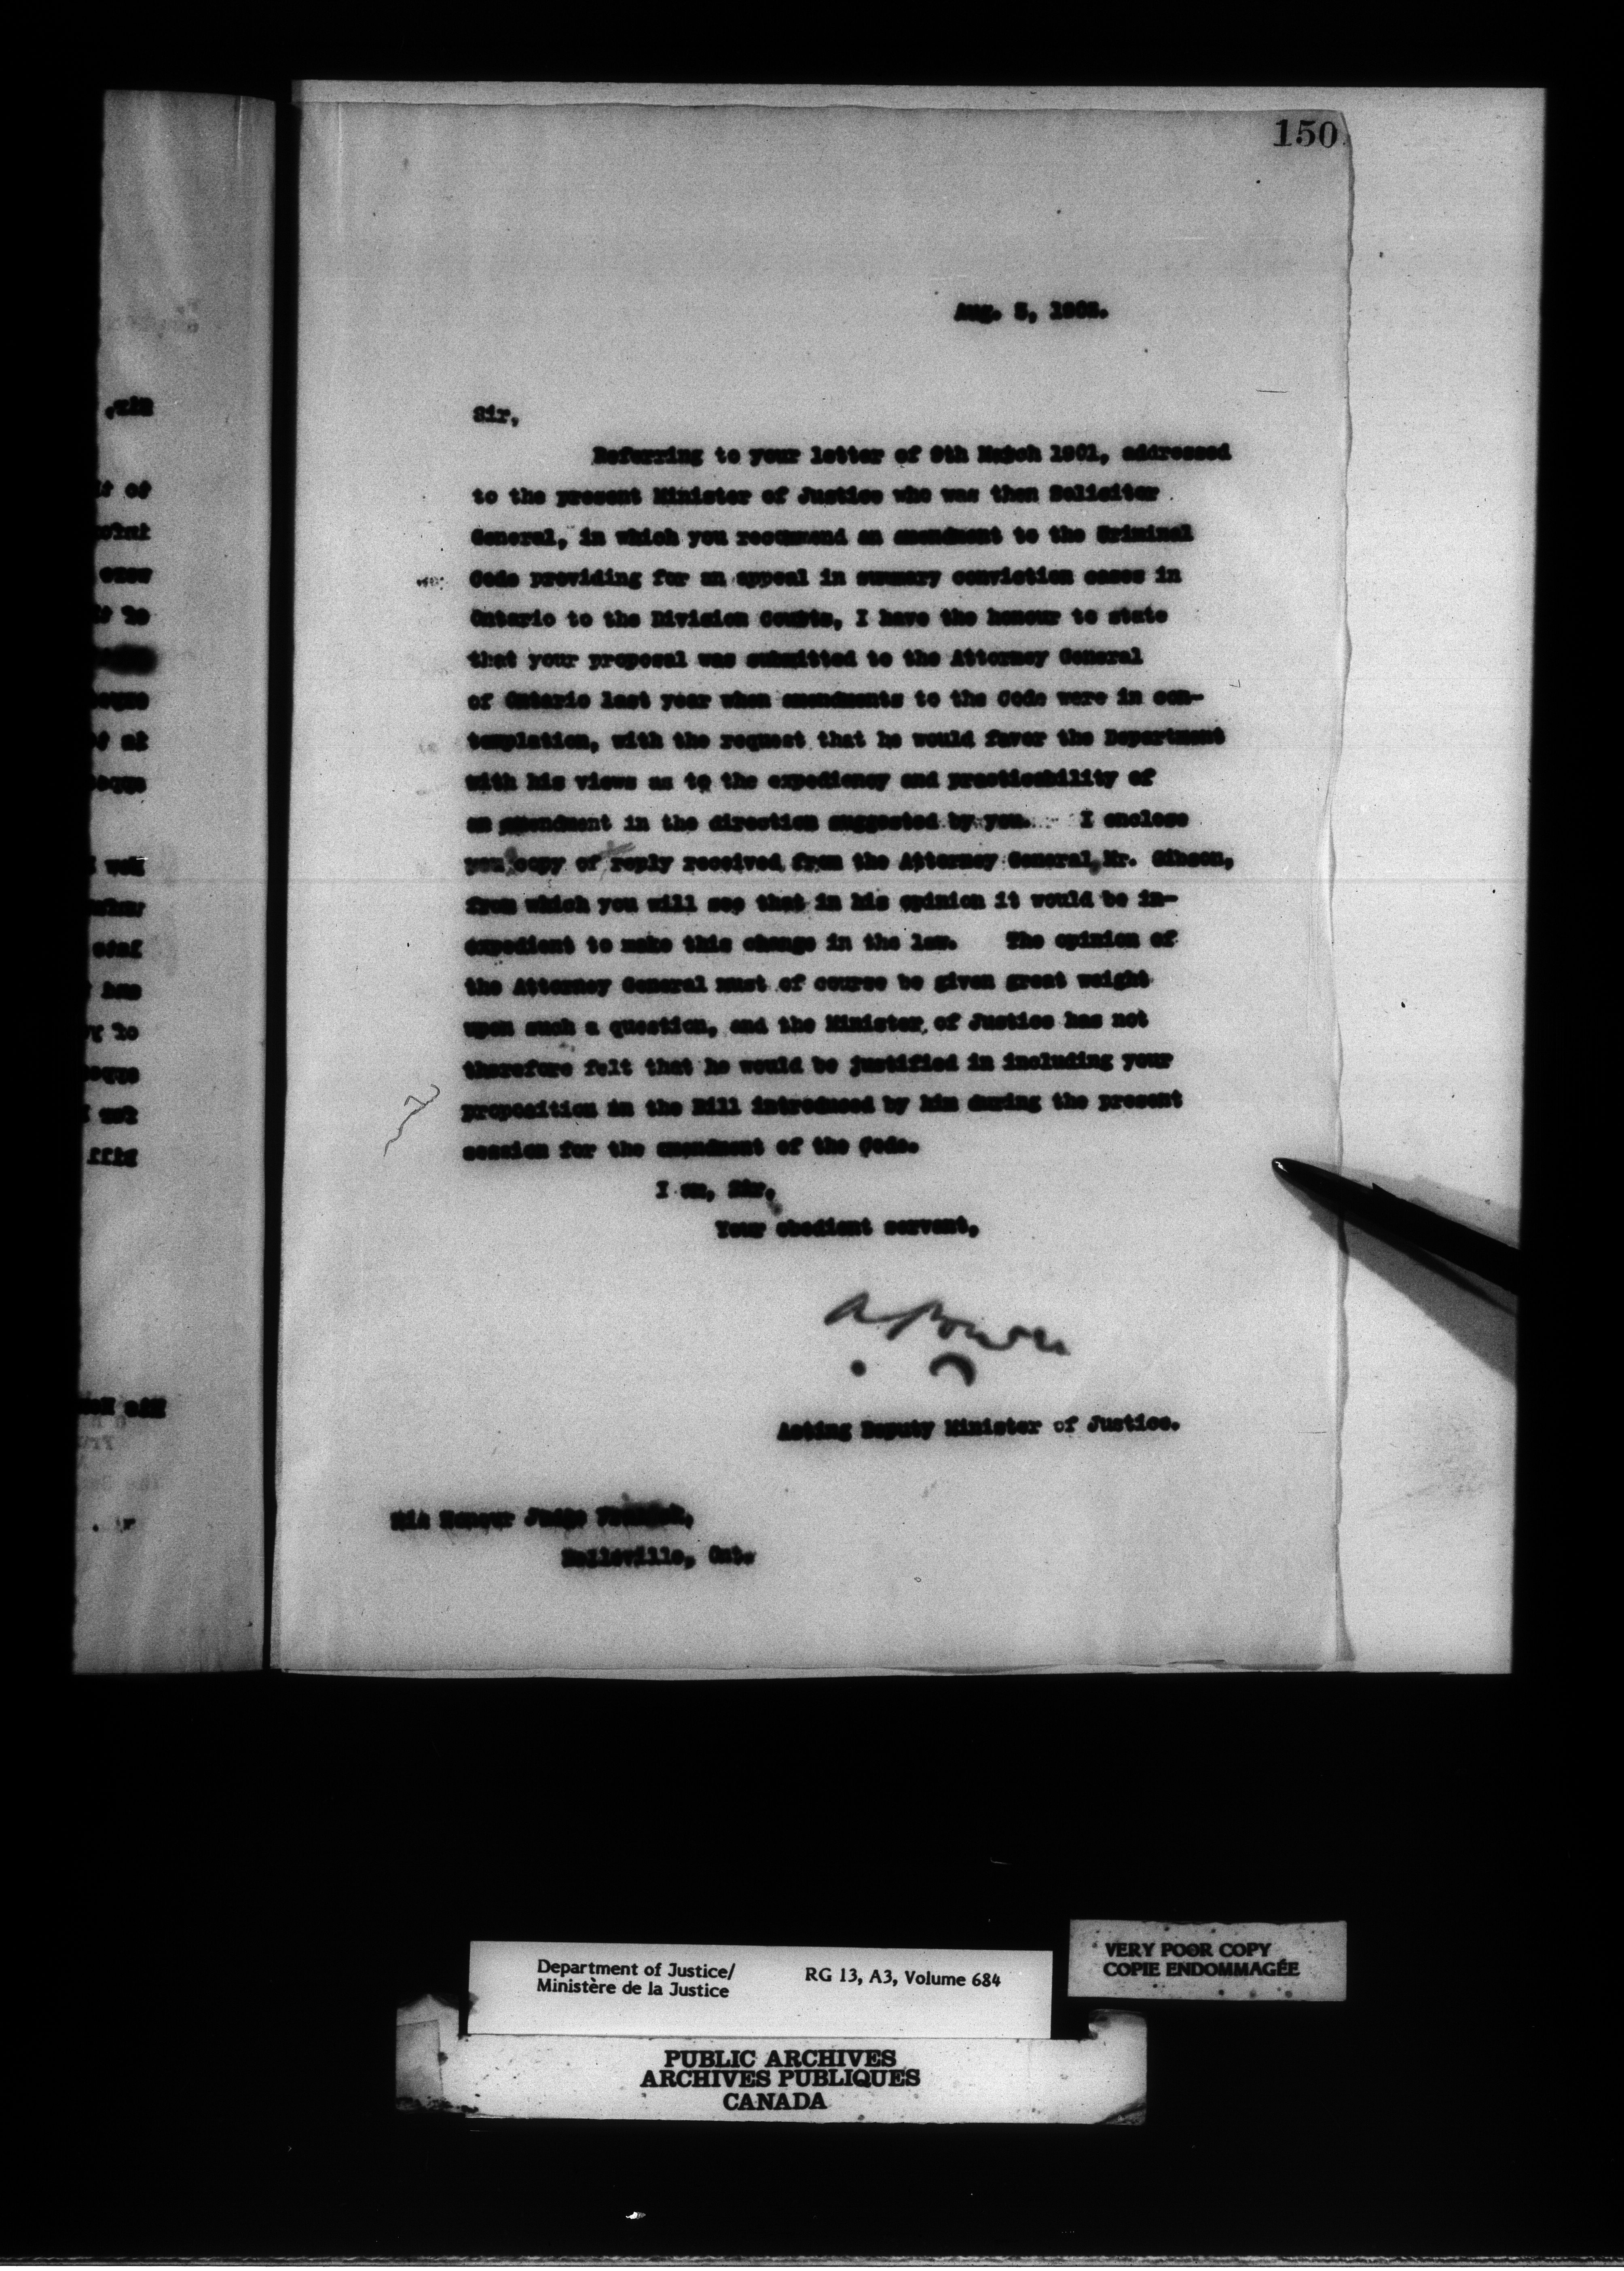 150
Aug. 5, 190
Sir,
Referring to your letter of 9th March 1901, addressed
to the present Minister of Justice who was then Solicitor
General, in which you recommend an amendment to the Criminal
Code providing for an appeal in summary conviction cases in
Ontario to the Division Courts, I have the honour to state
that your proposal was submitted to the Attorney General
of Ontario last year when amendments to the Code were in con-
templation, with the request that he would favor the Department
with his views as to the expediency and practicability of
an amendment in the direction suggested by you. I enclose
you copy of reply received from the Attorney General, Mr. Gibson,
from which you will see that in his opinion it would be in-
expedient to make this change in the law. The opinion of
the Attorney General must of course be given great weight
upon such a question, and the Minister of Justice has not
therefore felt that he would be justified in including your
proposition in the Bill introduced by him during the present
session for the amendment of the Code.
I am, Sir,
Your obedient servant,
Acting Deputy Minister of Justice.
His Honour Judge
Belleville, Ont.
Department of Justice/
Ministère de la Justice
RG 13, A3, Volume 684
VERY POOR COPY
COPIE ENDOMMAGÉE
PUBLIC ARCHIVES
ARCHIVES PUBLIQUES
CANADA